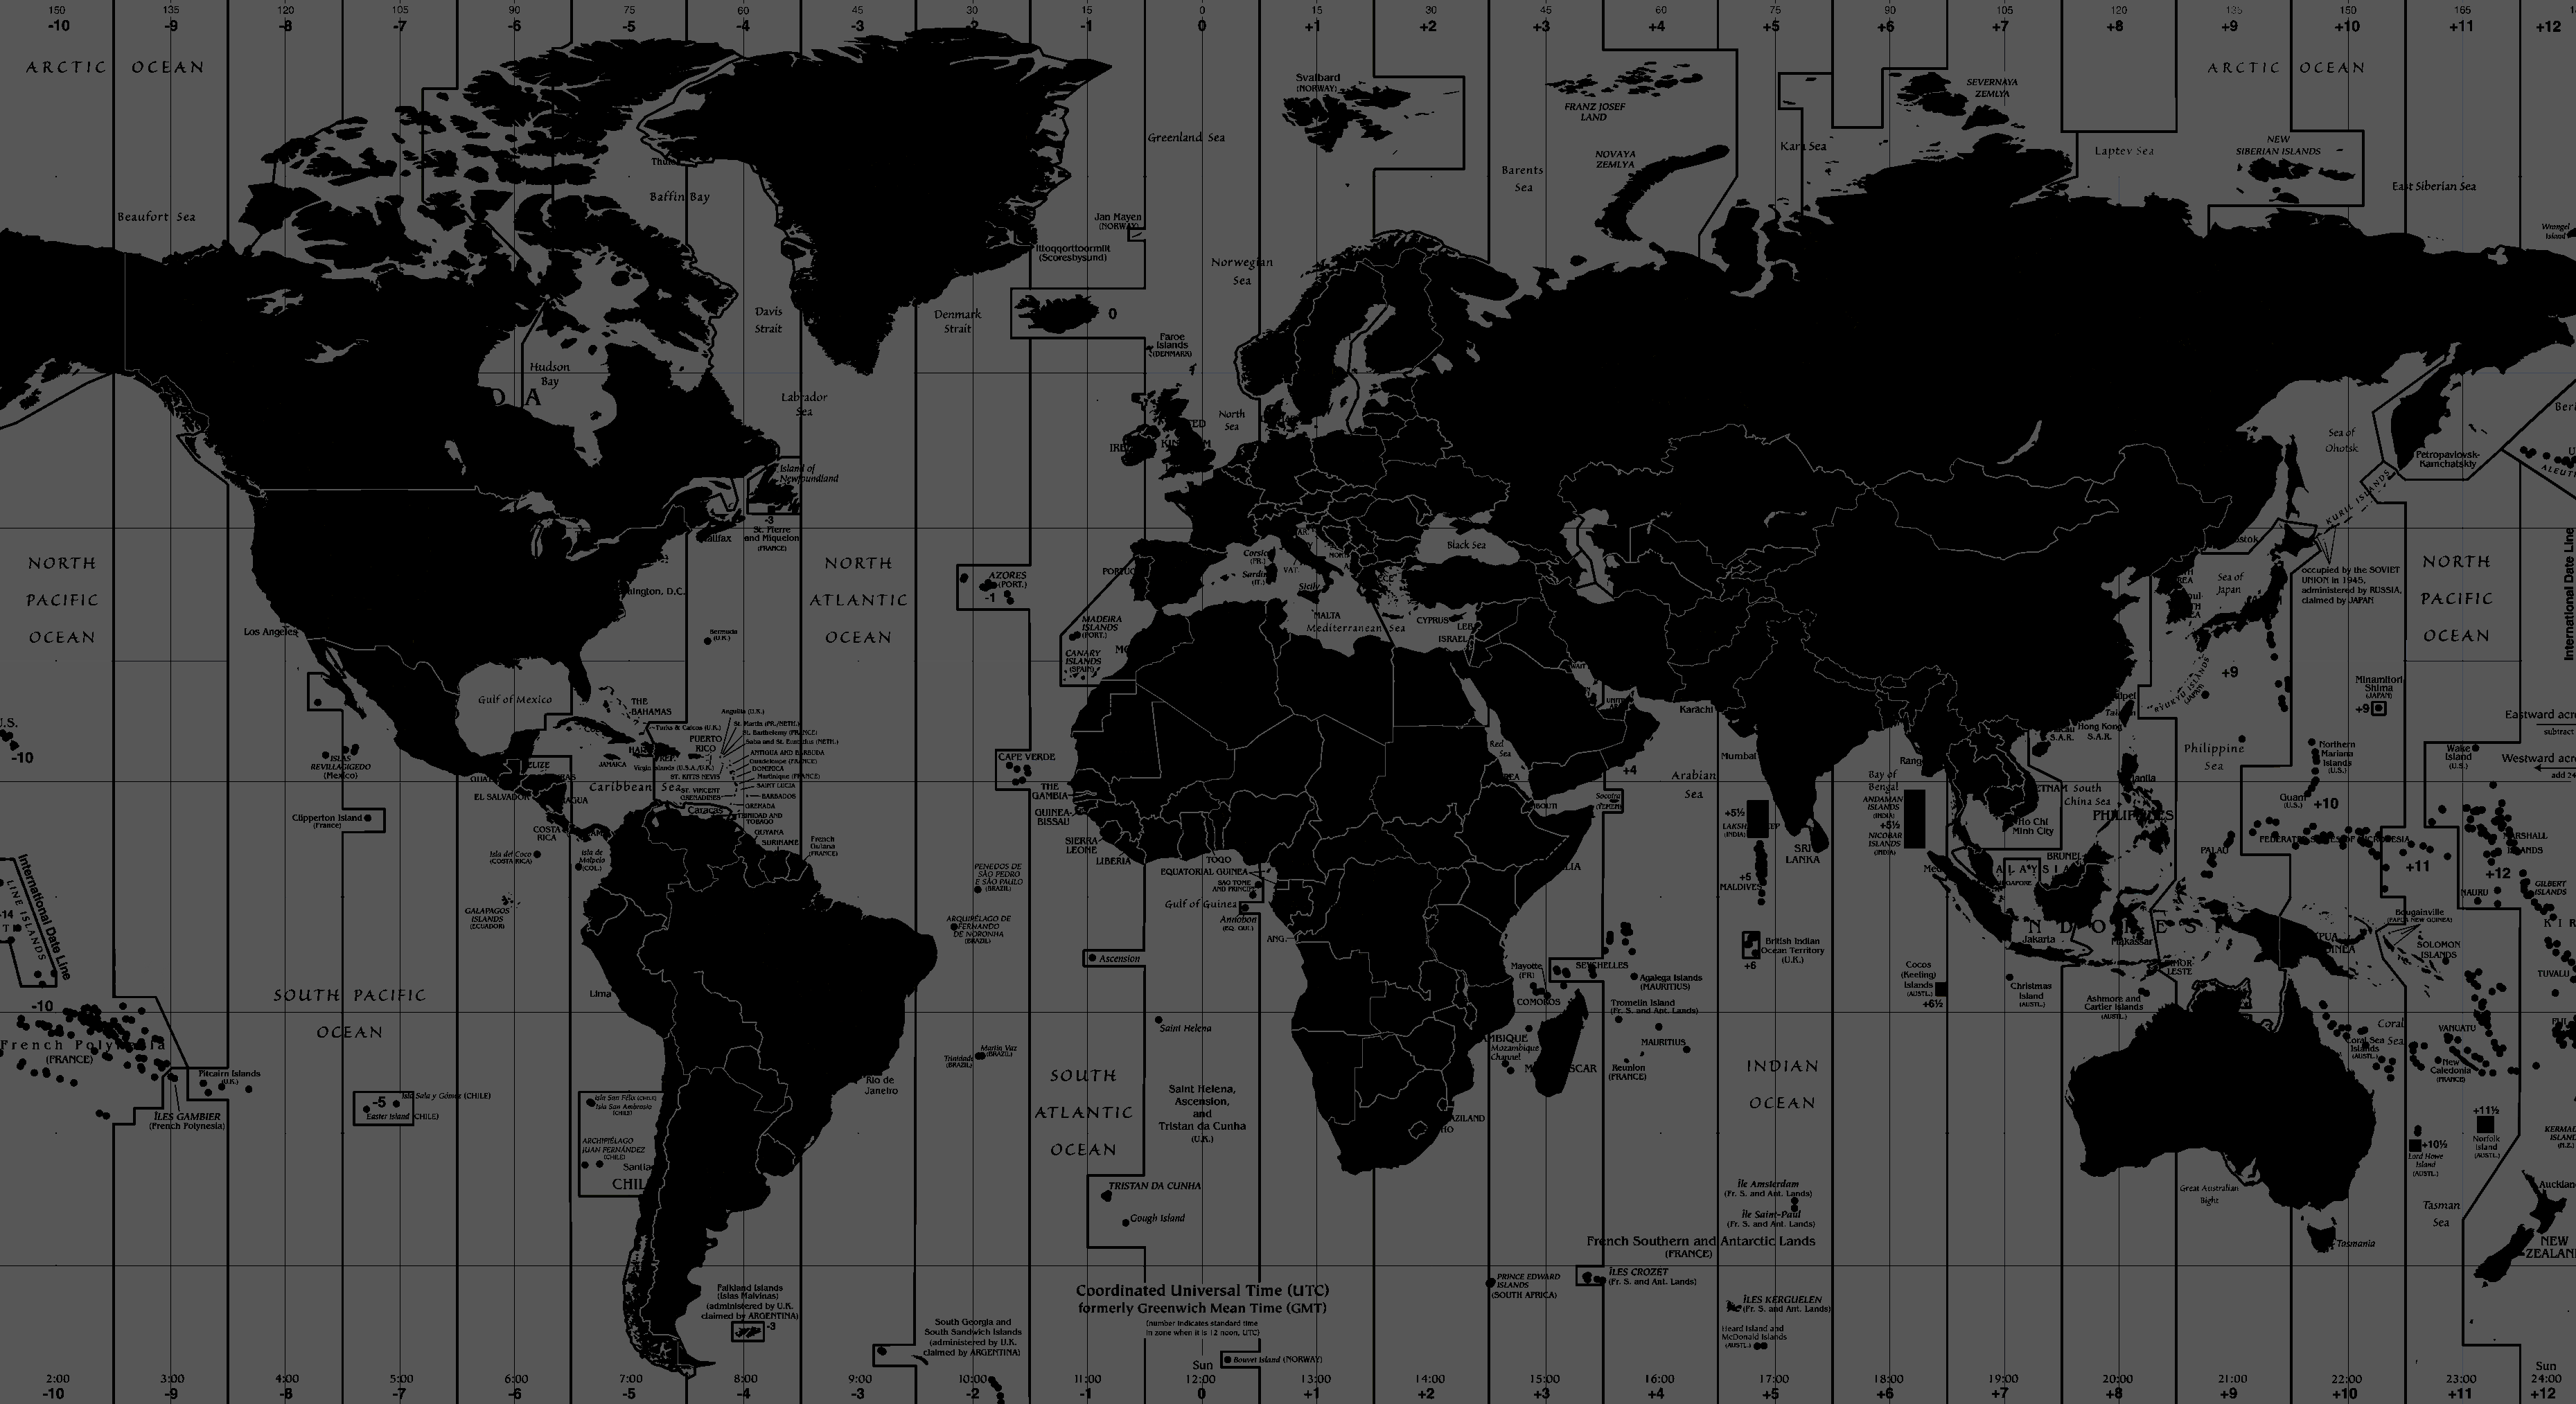 150 135 120 105 90 75 60 45 30 15 0 15 30 45 60 75 90 105 120 135 150 165
-10 -9 -8 -7 -6 -5 -4 -3 -2 -1 0 +1 +2 +3 +4 +5 +6 +7 +8 +9 +10 +11 +12
ARCTIC OCEAN
ARCTIC OCEAN
Beaufort Sea
Baffin Bay
Davis
Strait
Hudson
Bay
Labrador
Sea
Denmark
Strait
Greenland Sea
Jan Mayen
(NORWAY)
Ittoqqortoormiit
(Scoresbysund)
0
Faroe
Islands
(DENMARK)
Norwegian
Sea
North
Sea
Svalbard
(NORWAY)
Barents
Sea
FRANZ JOSEF
LAND
NOVAYA
ZEMLYA
Kara Sea
SEVERNAYA
ZEMLYA
Laptev Sea
NEW
SIBERIAN ISLANDS
East Siberian Sea
Wrangel
Island
Sea of
Ohotsk
Petropavlovsk-
Kamchatskiy
KURIL ISLANDS
occupied by the SOVIET
UNION in 1945,
administered by RUSSIA,
claimed by JAPAN
International Date Line
NORTH
PACIFIC
OCEAN
Los Angeles
Island of
Newfoundland
-3
St. Pierre
and Miquelon
(FRANCE)
Bermuda
(U.K.)
NORTH
ATLANTIC
OCEAN
AZORES
(PORT.)
-1
MADEIRA
ISLANDS
(PORT.)
CANARY
ISLANDS
(SPAIN)
MALTA
Mediterranean Sea
CYPRUS
ISRAEL
Black Sea
Sicily
Sea of
Japan
RYUKYU ISLANDS
(JAPAN)
+9
Minamitori
Shima
(JAPAN)
+9
NORTH
PACIFIC
OCEAN
-10
Gulf of Mexico
THE
BAHAMAS
Turks & Caicos (U.K.)
Anguilla (U.K.)
St. Martin (FR./NETH.)
St. Barthelemy (FRANCE)
Saba and St. Eustatius (NETH.)
ANTIGUA AND BARBUDA
Guadeloupe (FRANCE)
DOMINICA
Martinique (FRANCE)
SAINT LUCIA
BARBADOS
GRENADA
TRINIDAD AND
TOBAGO
PUERTO
RICO
Virgin Islands (U.S.A./U.K.)
ST. KITTS NEVIS
ST. VINCENT
GRENADINES
JAMAICA
Caribbean Sea
EL SALVADOR
COSTA
RICA
Caracas
GUYANA
SURINAME
French
Guiana
(FRANCE)
ISLAS
REVILLAGIGEDO
(Mexico)
Clipperton Island
(France)
Isla del Coco
(COSTA RICA)
Isla de
Malpelo
(COL.)
GALAPAGOS
ISLANDS
(ECUADOR)
CAPE VERDE
THE
GAMBIA
GUINEA-
BISSAU
SIERRA
LEONE
LIBERIA
TOGO
EQUATORIAL GUINEA
SAO TOME
AND PRINCIPE
Gulf of Guinea
Annobon
(EQ. GUI.)
ANG.
PENEDOS DE
SÃO PEDRO
E SÃO PAULO
(BRAZIL)
ARQUIPÉLAGO DE
FERNANDO
DE NORONHA
(BRAZIL)
Ascension
Red
Sea
+4
Socotra
(YEMEN)
Karāchi
Arabian
Sea
Mumbai
+5½
(INDIA)
+5
MALDIVES
SRI
LANKA
Bay of
Bengal
ANDAMAN
ISLANDS
(INDIA)
+5½
NICOBAR
ISLANDS
(INDIA)
Hong Kong
S.A.R.
South
China Sea
Ho Chi
Minh City
PHILIPPINES
BRUNEI
Philippine
Sea
Northern
Mariana
Islands
(U.S.)
Guam
(U.S.)
+10
PALAU
+11
Wake
Island
(U.S.)
MARSHALL
ISLANDS
+12
NAURU
GILBERT
ISLANDS
Bougainville
(PAPUA NEW GUINEA)
SOLOMON
ISLANDS
TUVALU
International Date Line
LINE ISLANDS
-10
French Polynesia
(FRANCE)
ÎLES GAMBIER
(French Polynesia)
Pitcairn Islands
(U.K.)
SOUTH PACIFIC
OCEAN
-5
Isla Sala y Gómez (CHILE)
Easter Island (CHILE)
Isla San Félix (CHILE)
Isla San Ambrosio
(CHILE)
ARCHIPIÉLAGO
JUAN FERNÁNDEZ
(CHILE)
Lima
Rio de
Janeiro
Trinidade
(BRAZIL)
Martin Vaz
(BRAZIL)
Saint Helena
SOUTH
ATLANTIC
OCEAN
Saint Helena,
Ascension,
and
Tristan da Cunha
(U.K.)
TRISTAN DA CUNHA
Gough Island
Mayotte
(FR)
COMOROS
SEYCHELLES
Agalega Islands
(MAURITIUS)
Tromelin Island
(Fr. S. and Ant. Lands)
MAURITIUS
Reunion
(FRANCE)
Mozambique
Channel
British Indian
Ocean Territory
(U.K.)
+6
INDIAN
OCEAN
Cocos
(Keeling)
Islands
(AUSTL.)
+6½
Christmas
Island
(AUSTL.)
Jakarta
Makassar
Ashmore and
Cartier Islands
(AUSTL.)
Coral
Sea
Coral Sea
Islands
(AUSTL.)
VANUATU
New
Caledonia
(FRANCE)
+11½
Norfolk
Island
(AUSTL.)
+10½
Lord Howe
Island
(AUSTL.)
Great Australian
Bight
Tasmania
Tasman
Sea
NEW
ZEALAND
Île Amsterdam
(Fr. S. and Ant. Lands)
Île Saint-Paul
(Fr. S. and Ant. Lands)
French Southern and Antarctic Lands
(FRANCE)
PRINCE EDWARD
ISLANDS
(SOUTH AFRICA)
ÎLES CROZET
(Fr. S. and Ant. Lands)
ÎLES KERGUELEN
(Fr. S. and Ant. Lands)
Heard Island and
McDonald Islands
(AUSTL.)
Falkland Islands
(Islas Malvinas)
(administered by U.K.
claimed by ARGENTINA)
-3
South Georgia and
South Sandwich Islands
(administered by U.K.
claimed by ARGENTINA)
Coordinated Universal Time (UTC)
formerly Greenwich Mean Time (GMT)
(number indicates standard time
in zone when it is 12 noon, UTC)
Bouvet Island (NORWAY)
Sun
Sun
2:00 3:00 4:00 5:00 6:00 7:00 8:00 9:00 10:00 11:00 12:00 13:00 14:00 15:00 16:00 17:00 18:00 19:00 20:00 21:00 22:00 23:00 24:00
-10 -9 -8 -7 -6 -5 -4 -3 -2 -1 0 +1 +2 +3 +4 +5 +6 +7 +8 +9 +10 +11 +12